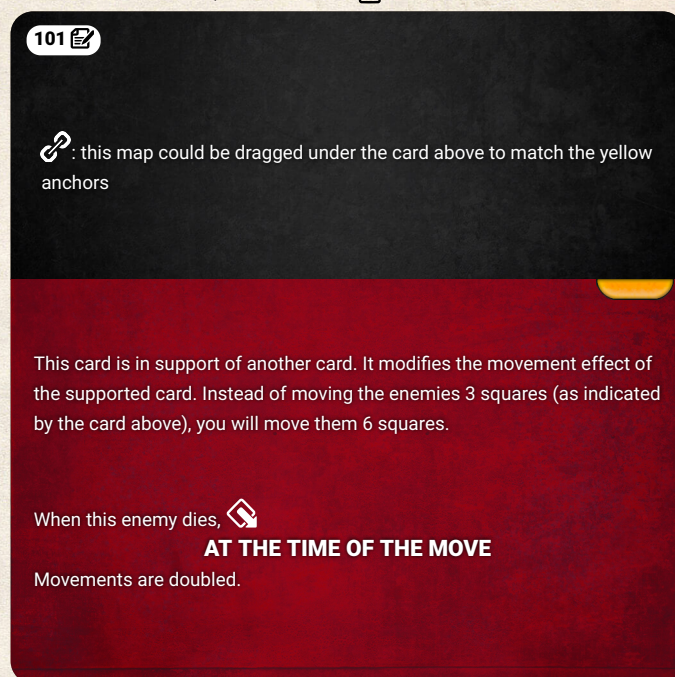 101
: this map could be dragged under the card above to match the yellow
anchors
This card is in support of another card. It modifies the movement effect of
the supported card. Instead of moving the enemies 3 squares (as indicated
by the card above), you will move them 6 squares.
When this enemy dies,
AT THE TIME OF THE MOVE
Movements are doubled.